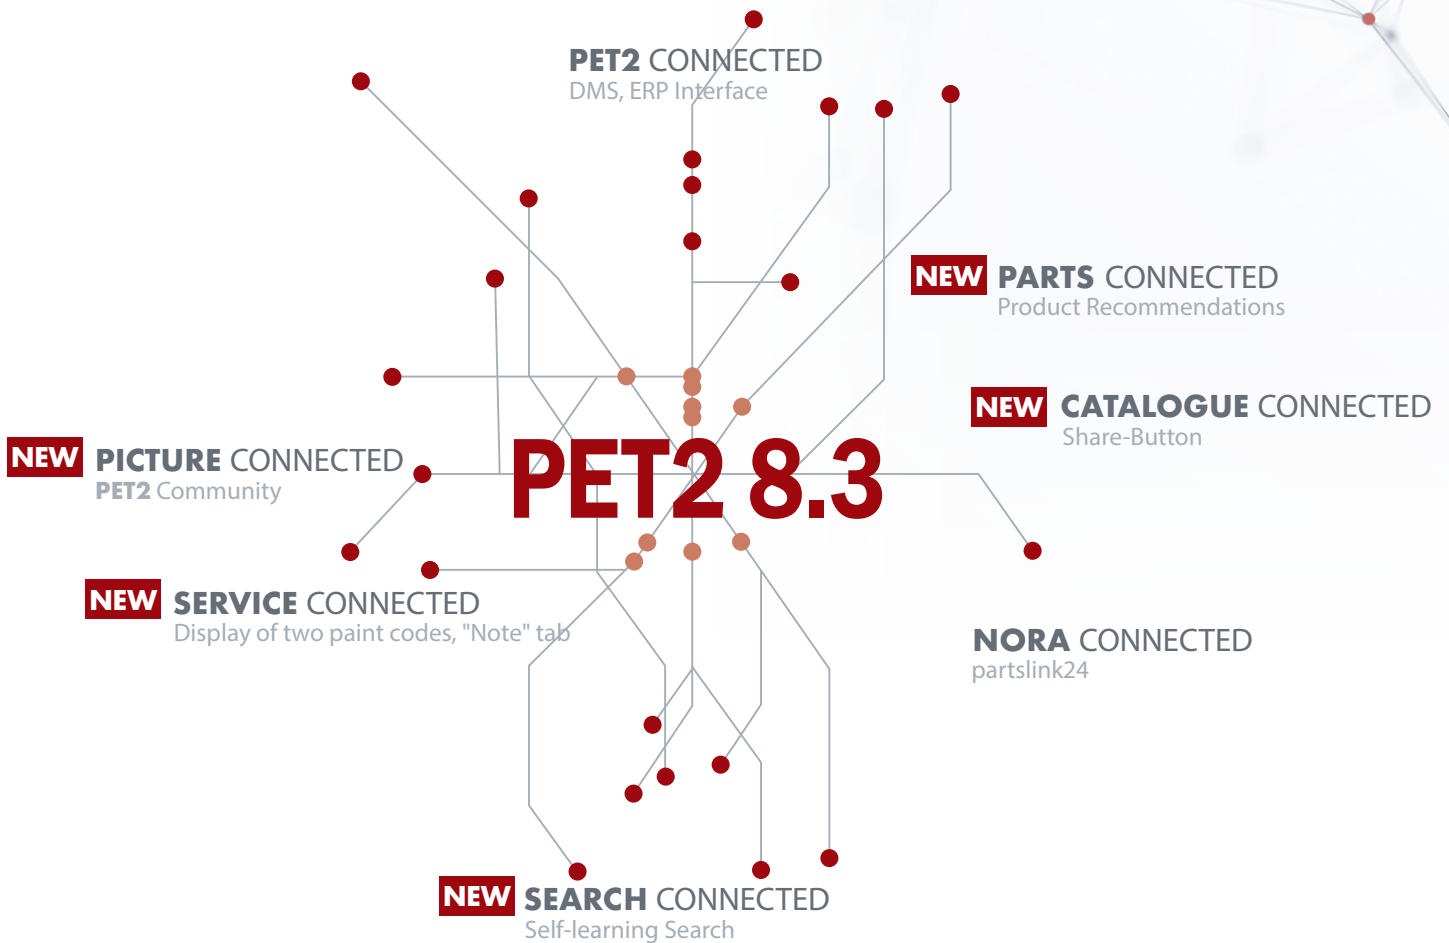 PET2 CONNECTED
DMS, ERP Interface
NEW PARTS CONNECTED
Product Recommendations
NEW CATALOGUE CONNECTED
Share-Button
NEW PICTURE CONNECTED
PET2 Community
PET2 8.3
NEW SERVICE CONNECTED
Display of two paint codes, "Note" tab
NORA CONNECTED
partslink24
NEW SEARCH CONNECTED
Self-learning Search